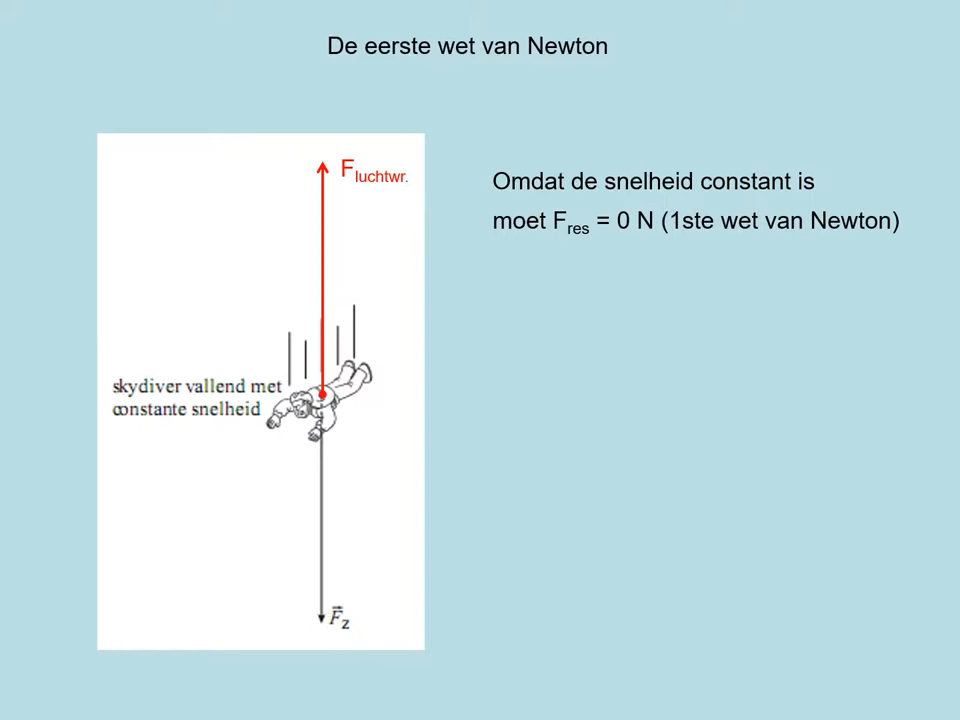 De eerste wet van Newton
Fluchtwr.
Omdat de snelheid constant is
moet Fres = 0 N (1ste wet van Newton)
skydiver vallend met
constante snelheid
F⃗z